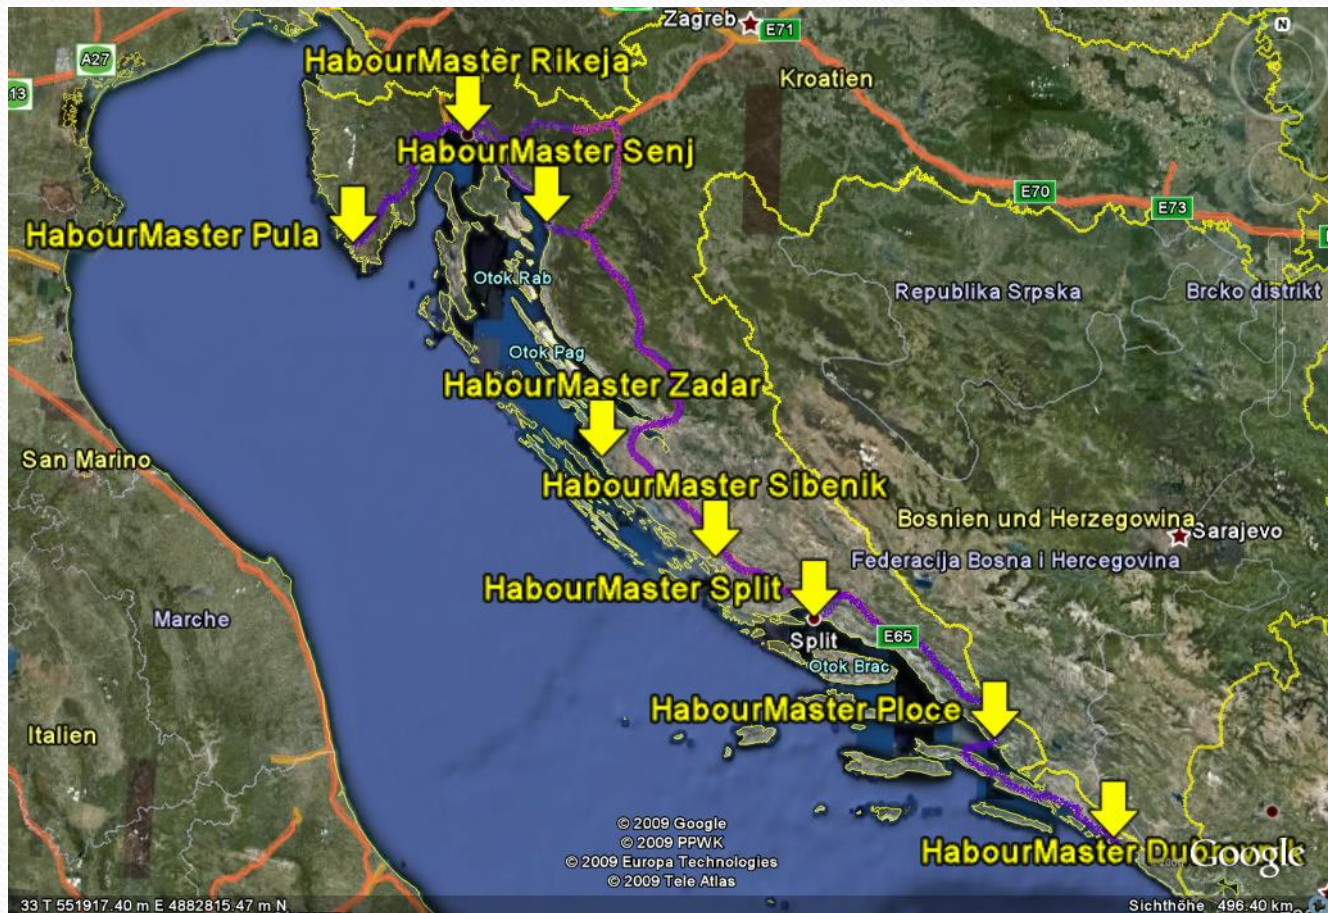 Zagreb
E71
A27
13
HabourMaster Rikeja
Kroatien
N
HabourMaster Senj
E70
E73
HabourMaster Pula
Otok Rab
Republika Srpska
Brcko distrikt
Otok Pag
HabourMaster Zadar
San Marino
HabourMaster Sibenik
Bosnien und Herzegowina
Sarajevo
Federacija Bosna i Hercegovina
HabourMaster Split
Marche
Split
E65
Otok Brac
HabourMaster Ploce
Italien
© 2009 Google
© 2009 PPWK
© 2009 Europa Technologies
© 2009 Tele Atlas
HabourMaster Dubrovnik
Google
33 T 551917.40 m E 4882815.47 m N
Sichthöhe 496.40 km